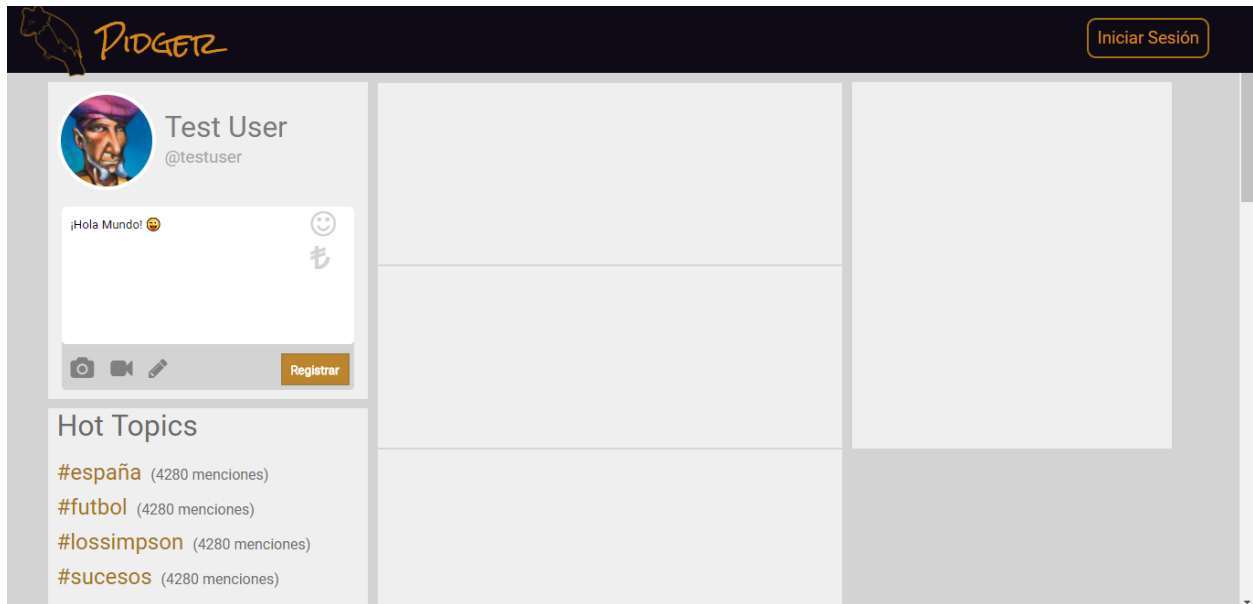 PIDGER
Iniciar Sesión
Test User
@testuser
¡Hola Mundo! 😜
Registrar
Hot Topics
#españa (4280 menciones)
#futbol (4280 menciones)
#lossimpson (4280 menciones)
#sucesos (4280 menciones)